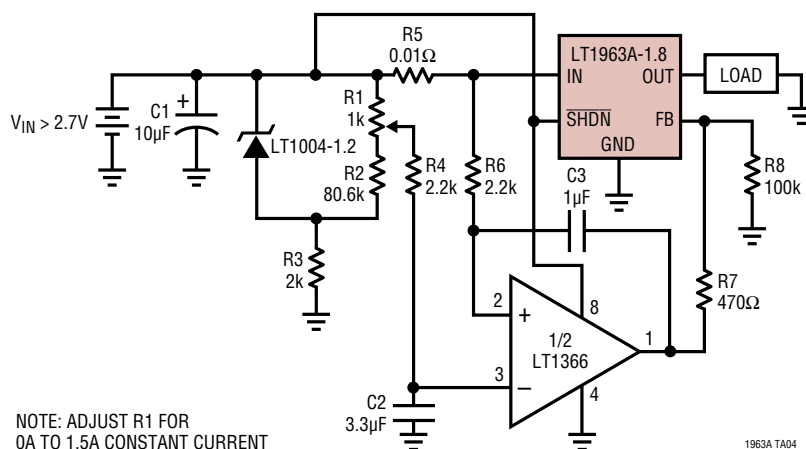 R5
0.01Ω
LT1963A-1.8
IN
OUT
LOAD
SHDN
FB
GND
VIN > 2.7V
C1
10µF
+
LT1004-1.2
R1
1k
R2
80.6k
R4
2.2k
R6
2.2k
C3
1µF
R8
100k
R3
2k
R7
470Ω
2
+
8
1/2
LT1366
1
3
–
4
C2
3.3µF
NOTE: ADJUST R1 FOR
0A TO 1.5A CONSTANT CURRENT
1963A TA04